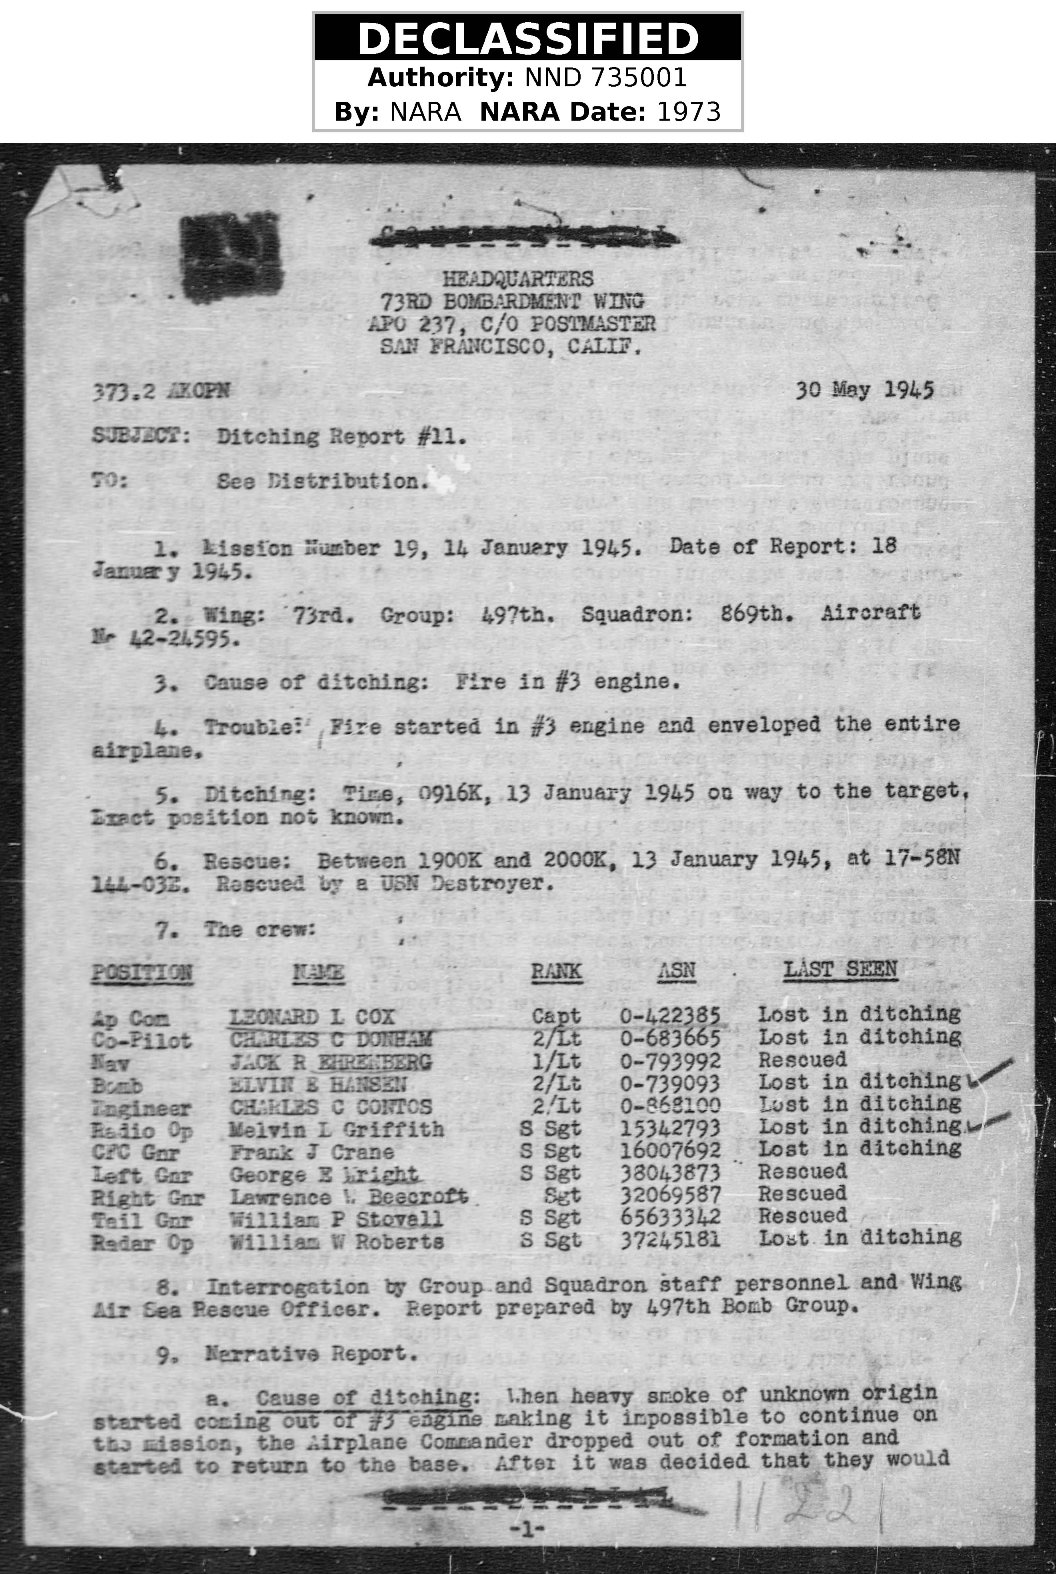 DECLASSIFIED
Authority: NND 735001
By: NARA NARA Date: 1973
HEADQUARTERS
73RD BOMBARDMENT WING
APO 237, C/O POSTMASTER
SAN FRANCISCO, CALIF.
373.2 AKOPN 30 May 1945
SUBJECT: Ditching Report #11.
TO: See Distribution.
1. Mission Number 19, 14 January 1945. Date of Report: 18
January 1945.
2. Wing: 73rd. Group: 497th. Squadron: 869th. Aircraft
Nr 42-24595.
3. Cause of ditching: Fire in #3 engine.
4. Trouble: Fire started in #3 engine and enveloped the entire
airplane.
5. Ditching: Time, 0916K, 13 January 1945 on way to the target.
Exact position not known.
6. Rescue: Between 1900K and 2000K, 13 January 1945, at 17-58N
144-03E. Rescued by a USN Destroyer.
7. The crew:
POSITION NAME RANK ASN LAST SEEN
Ap Com LEONARD L COX Capt 0-422385 Lost in ditching
Co-Pilot CHARLES C DONHAM 2/Lt 0-683665 Lost in ditching
Nav JACK R EHRENBERG 1/Lt 0-793992 Rescued
Bomb ELVIN E HANSEN 2/Lt 0-739093 Lost in ditching
Engineer CHARLES C CONTOS 2/Lt 0-868100 Lost in ditching
Radio Op Melvin L Griffith S Sgt 15342793 Lost in ditching
CFC Gnr Frank J Crane S Sgt 16007692 Lost in ditching
Left Gnr George E Wright S Sgt 38043873 Rescued
Right Gnr Lawrence W Beecroft Sgt 32069587 Rescued
Tail Gnr William P Stovall S Sgt 65633342 Rescued
Radar Op William W Roberts S Sgt 37245181 Lost in ditching
8. Interrogation by Group and Squadron staff personnel and Wing
Air Sea Rescue Officer. Report prepared by 497th Bomb Group.
9. Narrative Report.
a. Cause of ditching: When heavy smoke of unknown origin
started coming out of #3 engine making it impossible to continue on
the mission, the Airplane Commander dropped out of formation and
started to return to the base. After it was decided that they would
-1-
1221